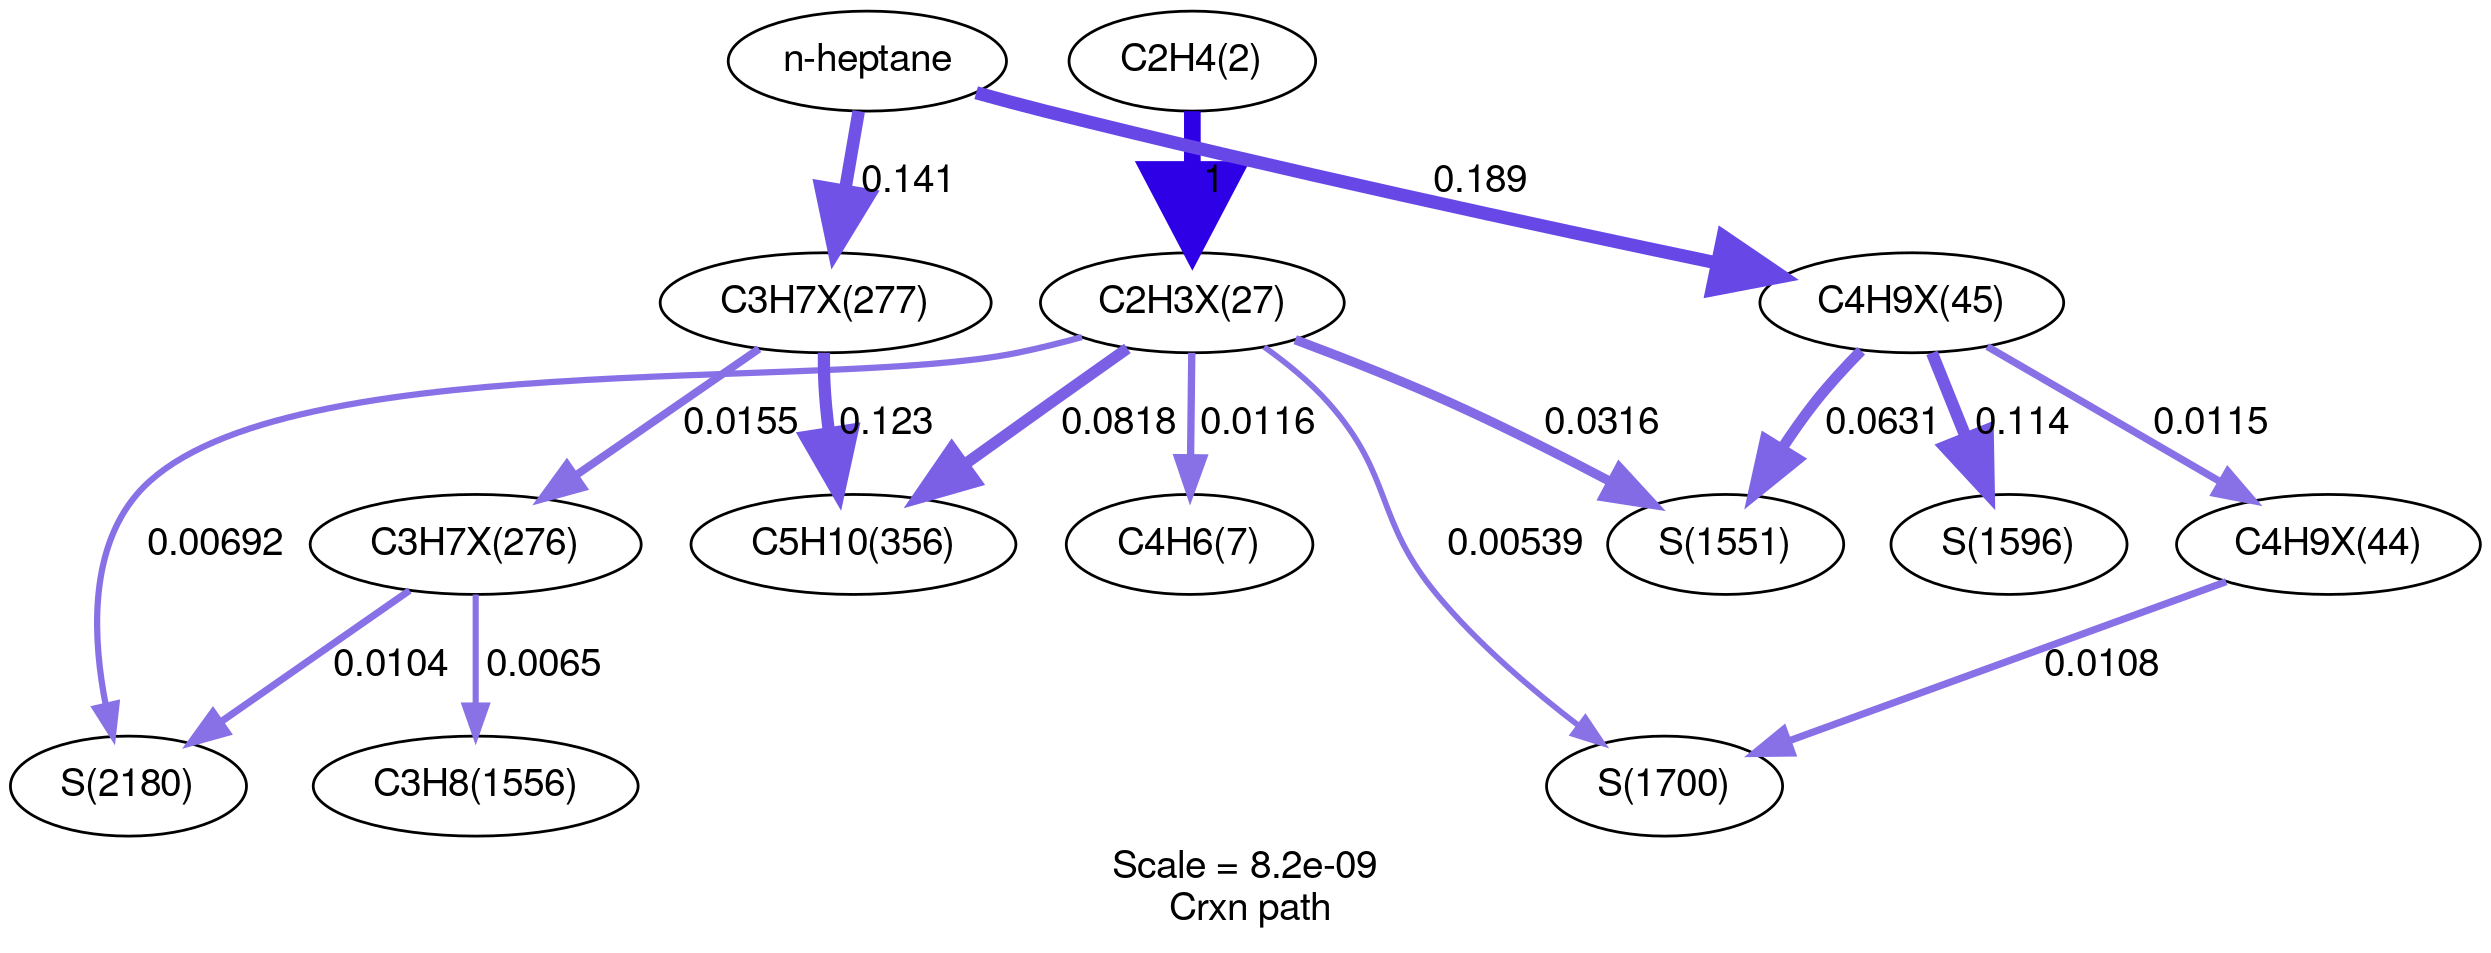 n-heptane
C2H4(2)
0.141
1
0.189
C3H7X(277)
C2H3X(27)
C4H9X(45)
0.0155
0.123
0.0818
0.0116
0.0316
0.0631
0.114
0.0115
0.00692
C3H7X(276)
C5H10(356)
C4H6(7)
0.00539
S(1551)
S(1596)
C4H9X(44)
0.0104
0.0065
0.0108
S(2180)
C3H8(1556)
S(1700)
Scale = 8.2e-09
Crxn path